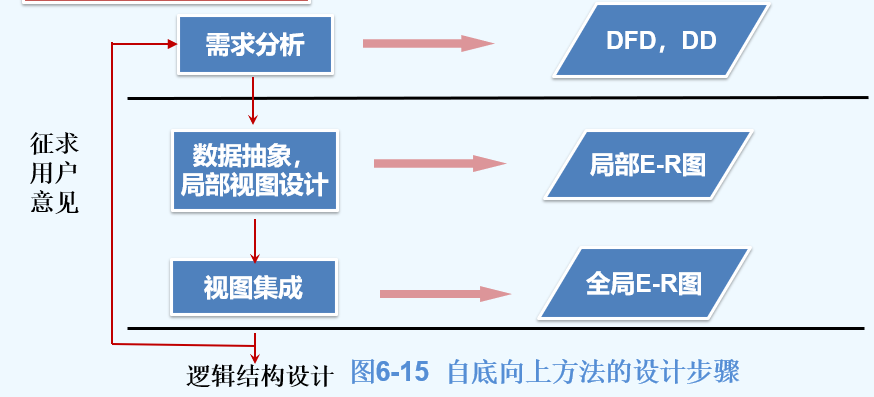 需求分析
DFD，DD
征求
用户
意见
数据抽象，
局部视图设计
局部E-R图
视图集成
全局E-R图
逻辑结构设计
图6-15 自底向上方法的设计步骤